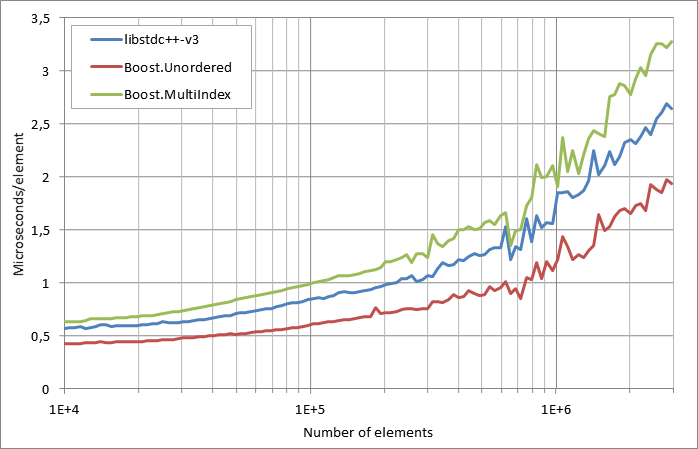 3,5
3
2,5
2
1,5
1
0,5
0
Microseconds/element
libstdc++-v3
Boost.Unordered
Boost.MultiIndex
1E+4
1E+5
1E+6
Number of elements